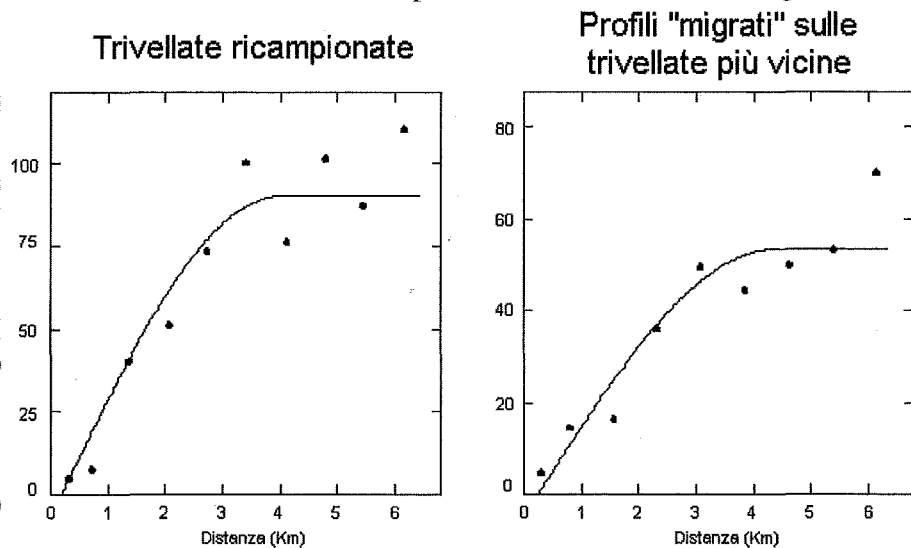 Trivellate ricampionate
Profili "migrati" sulle
trivellate più vicine
100
75
50
25
0
0 1 2 3 4 5 6
Distanza (Km)
80
60
40
20
0
0 1 2 3 4 5 6
Distanza (Km)